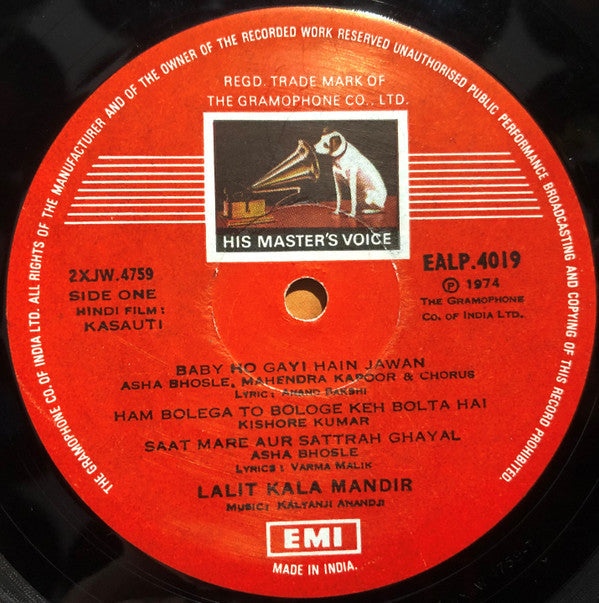 THE GRAMOPHONE CO. OF INDIA LTD. ALL RIGHTS OF THE MANUFACTURER AND OF THE OWNER OF THE RECORDED WORK RESERVED UNAUTHORISED PUBLIC PERFORMANCE BROADCASTING AND COPYING OF THIS RECORD PROHIBITED.
REGD. TRADE MARK OF
THE GRAMOPHONE CO., LTD.
HIS MASTER'S VOICE
2XJW.4759
SIDE ONE
HINDI FILM :
KASAUTI
EALP.4019
℗ 1974
THE GRAMOPHONE
CO. OF INDIA LTD.
BABY HO GAYI HAIN JAWAN
ASHA BHOSLE, MAHENDRA KAPOOR & CHORUS
LYRIC : ANAND BAKSHI
HAM BOLEGA TO BOLOGE KEH BOLTA HAI
KISHORE KUMAR
SAAT MARE AUR SATTRAH GHAYAL
ASHA BHOSLE
LYRICS : VARMA MALIK
LALIT KALA MANDIR
MUSIC : KALYANJI ANANDJI
EMI
MADE IN INDIA.